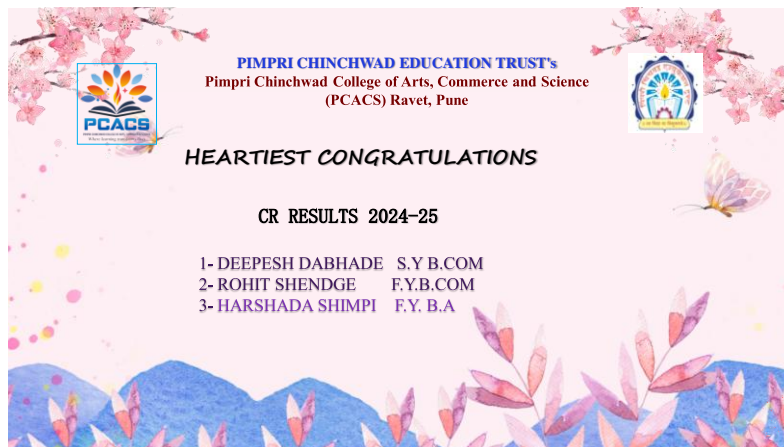 PIMPRI CHINCHWAD EDUCATION TRUST's
Pimpri Chinchwad College of Arts, Commerce and Science
(PCACS) Ravet, Pune
PCACS
HEARTIEST CONGRATULATIONS
CR RESULTS 2024-25
1- DEEPESH DABHADE S.Y B.COM
2- ROHIT SHENDGE F.Y.B.COM
3- HARSHADA SHIMPI F.Y. B.A